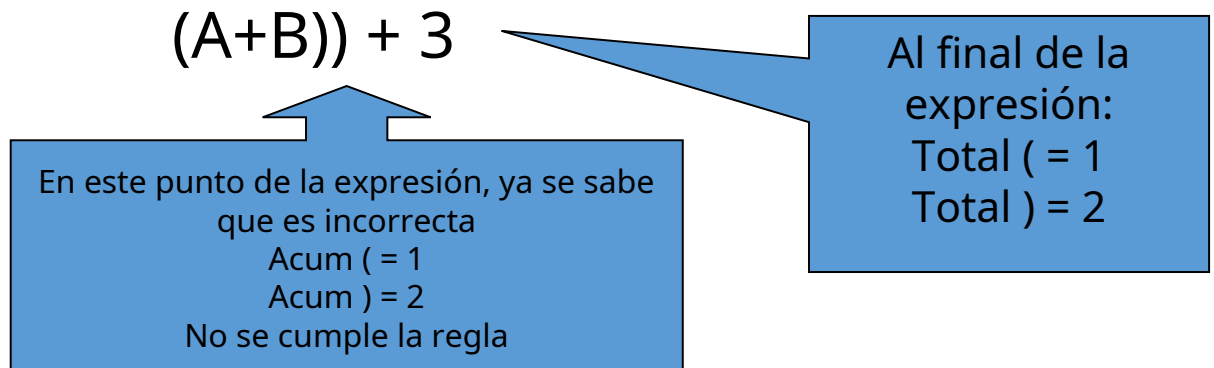 (A+B)) + 3
Al final de la
expresión:
Total ( = 1
Total ) = 2
En este punto de la expresión, ya se sabe
que es incorrecta
Acum ( = 1
Acum ) = 2
No se cumple la regla